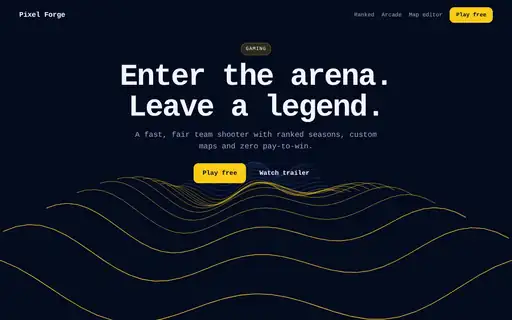 Pixel Forge
Ranked Arcade Map editor Play free
GAMING
Enter the arena.
Leave a legend.
A fast, fair team shooter with ranked seasons, custom
maps and zero pay-to-win.
Play free Watch trailer